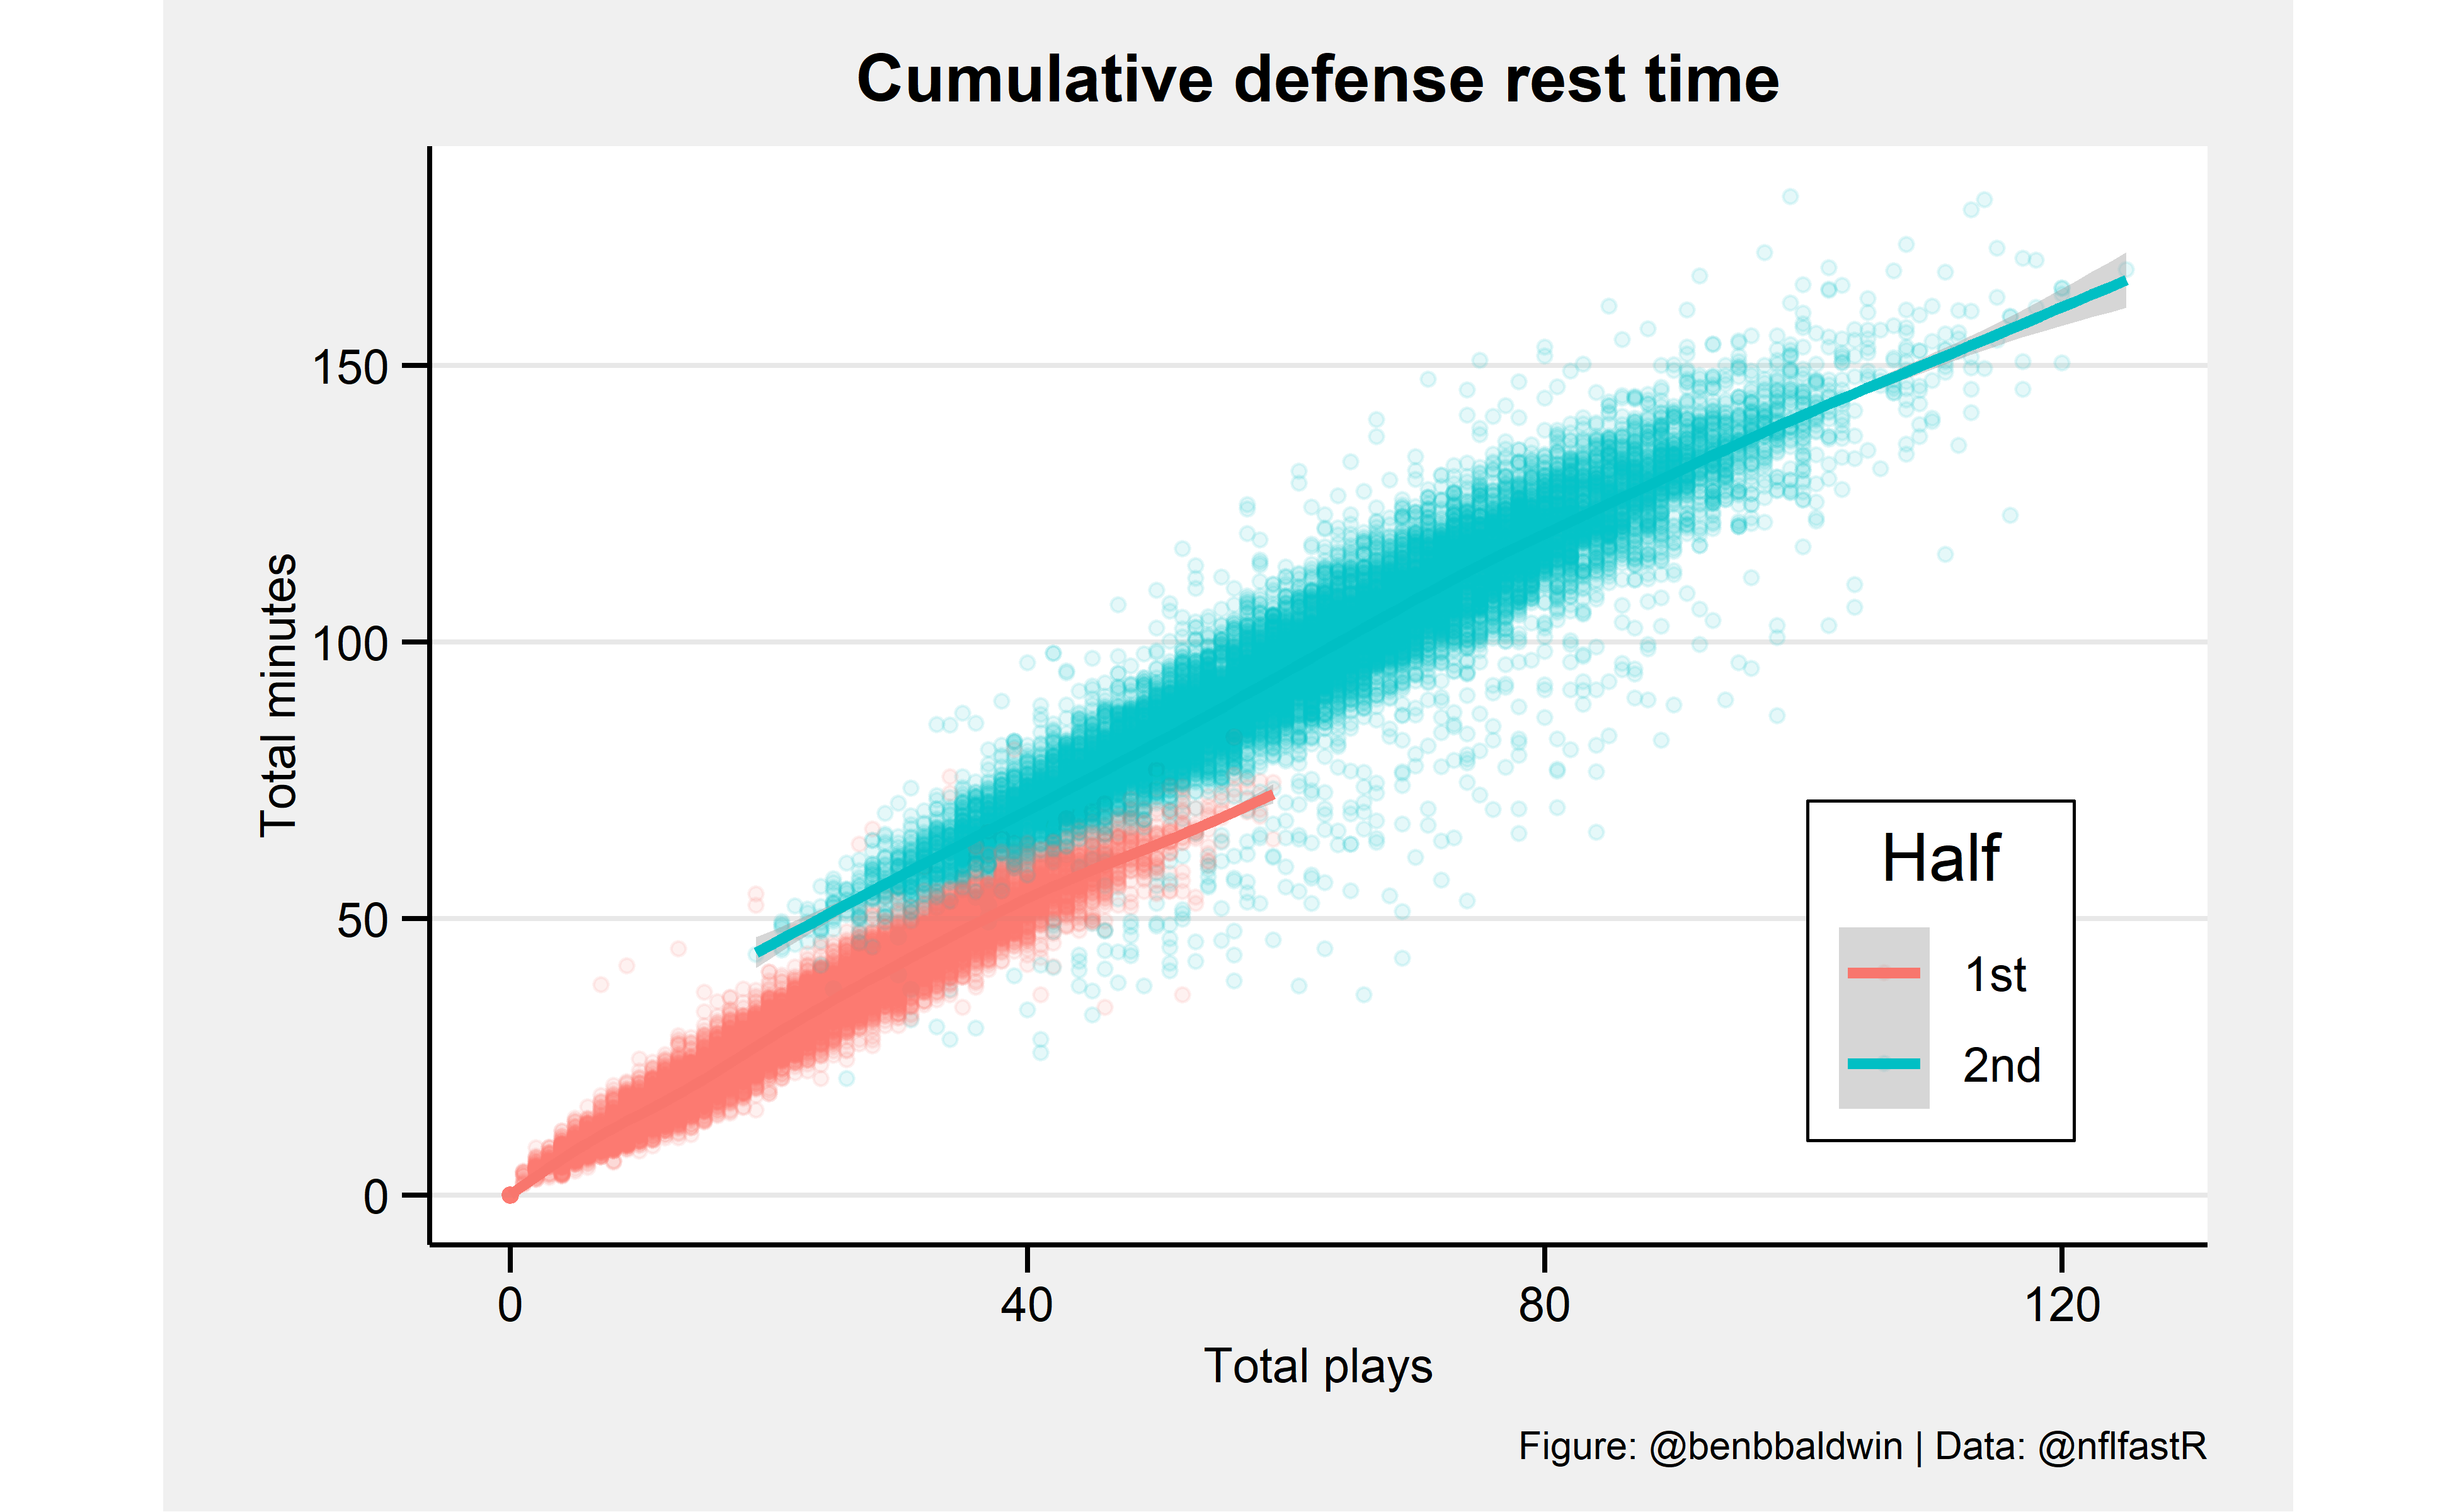 Cumulative defense rest time
Total minutes
150
100
50
0
Half
1st
2nd
0 40 80 120
Total plays
Figure: @benbbaldwin | Data: @nflfastR